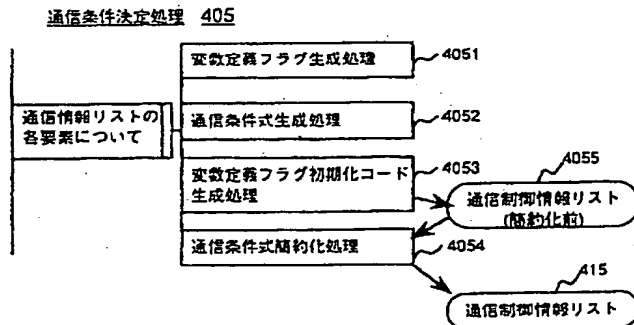 通信条件決定処理 405
変数定義フラグ生成処理
4051
通信情報リストの
各要素について
通信条件式生成処理
4052
変数定義フラグ初期化コード
生成処理
4053
4055
通信制御情報リスト
(簡約化前)
通信条件式簡約化処理
4054
415
通信制御情報リスト